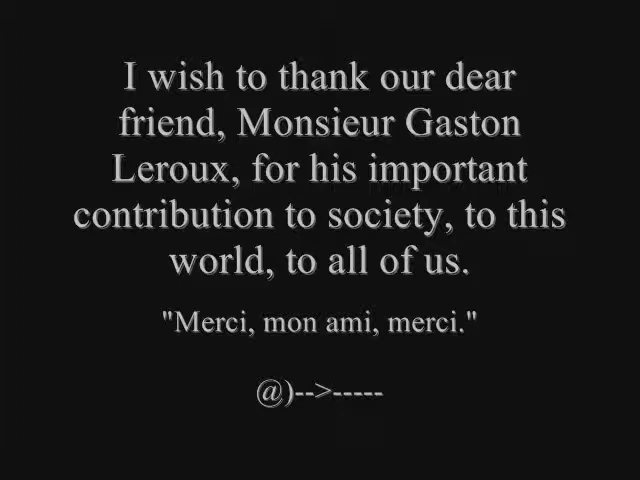 I wish to thank our dear
friend, Monsieur Gaston
Leroux, for his important
contribution to society, to this
world, to all of us.
"Merci, mon ami, merci."
@)-->-----